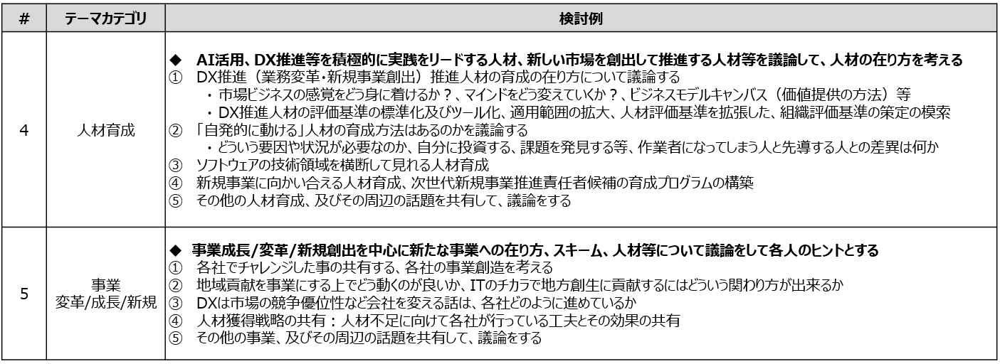 # テーマカテゴリ 検討例
4 人材育成
◆ AI活用、DX推進等を積極的に実践をリードする人材、新しい市場を創出して推進する人材等を議論して、人材の在り方を考える
① DX推進（業務変革・新規事業創出）推進人材の育成の在り方について議論する
・ 市場ビジネスの感覚をどう身に着けるか？、マインドをどう変えていくか？、ビジネスモデルキャンバス（価値提供の方法）等
・ DX推進人材の評価基準の標準化及びツール化、適用範囲の拡大、人材評価基準を拡張した、組織評価基準の策定の模索
② 「自発的に動ける」人材の育成方法はあるのかを議論する
・ どういう要因や状況が必要なのか、自分に投資する、課題を発見する等、作業者になってしまう人と先導する人との差異は何か
③ ソフトウェアの技術領域を横断して見れる人材育成
④ 新規事業に向かい合える人材育成、次世代新規事業推進責任者候補の育成プログラムの構築
⑤ その他の人材育成、及びその周辺の話題を共有して、議論をする
5 事業
変革/成長/新規
◆ 事業成長/変革/新規創出を中心に新たな事業への在り方、スキーム、人材等について議論をして各人のヒントとする
① 各社でチャレンジした事の共有する、各社の事業創造を考える
② 地域貢献を事業にする上でどう動くのが良いか、ITのチカラで地方創生に貢献するにはどういう関わり方が出来るか
③ DXは市場の競争優位性など会社を変える話は、各社どのように進めているか
④ 人材獲得戦略の共有：人材不足に向けて各社が行っている工夫とその効果の共有
⑤ その他の事業、及びその周辺の話題を共有して、議論をする